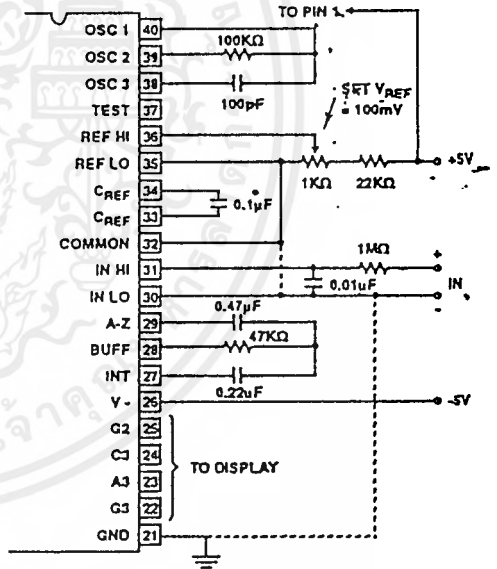 TO PIN 1
OSC 1 40
100KΩ
OSC 2 39
OSC 3 38
100pF
TEST 37
SET VREF
= 100mV
REF HI 36
REF LO 35
+5V
1KΩ 22KΩ
CREF 34
0.1µF
CREF 33
COMMON 32
1MΩ
+
IN HI 31
0.01uF
IN
IN LO 30
-
0.47µF
A-Z 29
47KΩ
BUFF 28
INT 27
0.22uF
V- 26
-5V
G2 25
C3 24
TO DISPLAY
A3 23
G3 22
GND 21